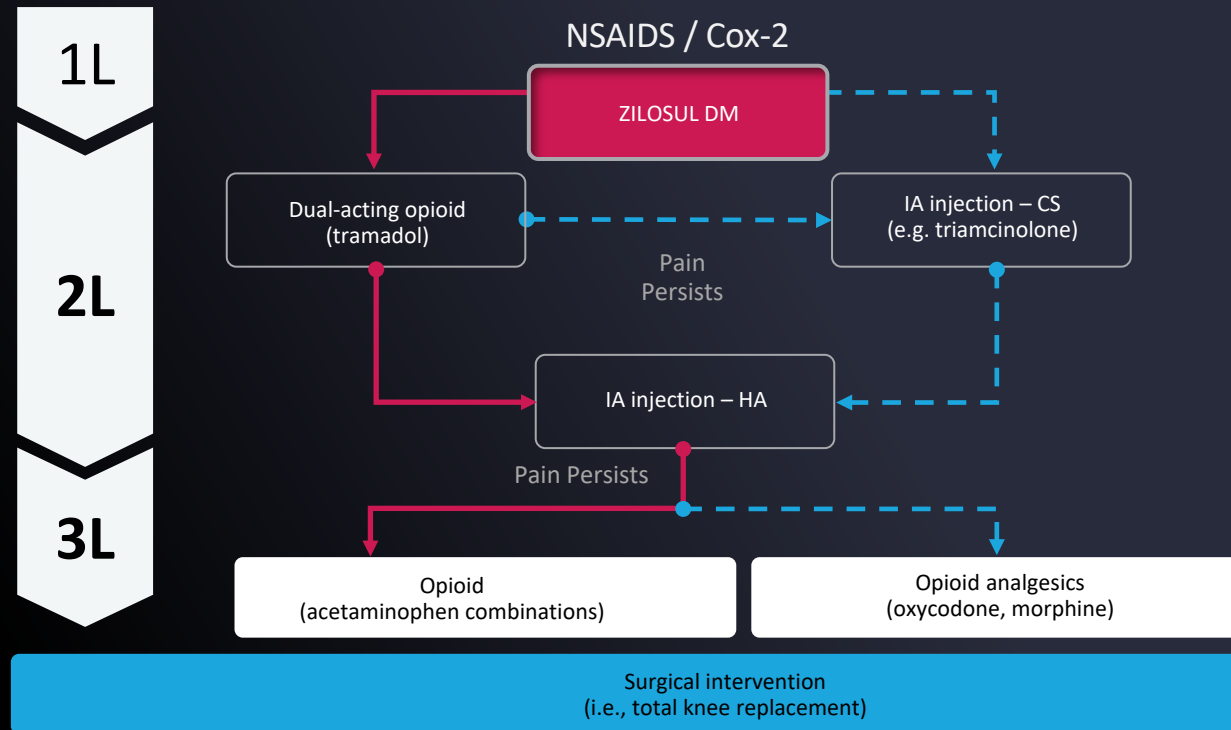 1L
NSAIDS / Cox-2
ZILOSUL DM
Dual-acting opioid
(tramadol)
IA injection – CS
(e.g. triamcinolone)
2L
Pain
Persists
IA injection – HA
Pain Persists
3L
Opioid
(acetaminophen combinations)
Opioid analgesics
(oxycodone, morphine)
Surgical intervention
(i.e., total knee replacement)